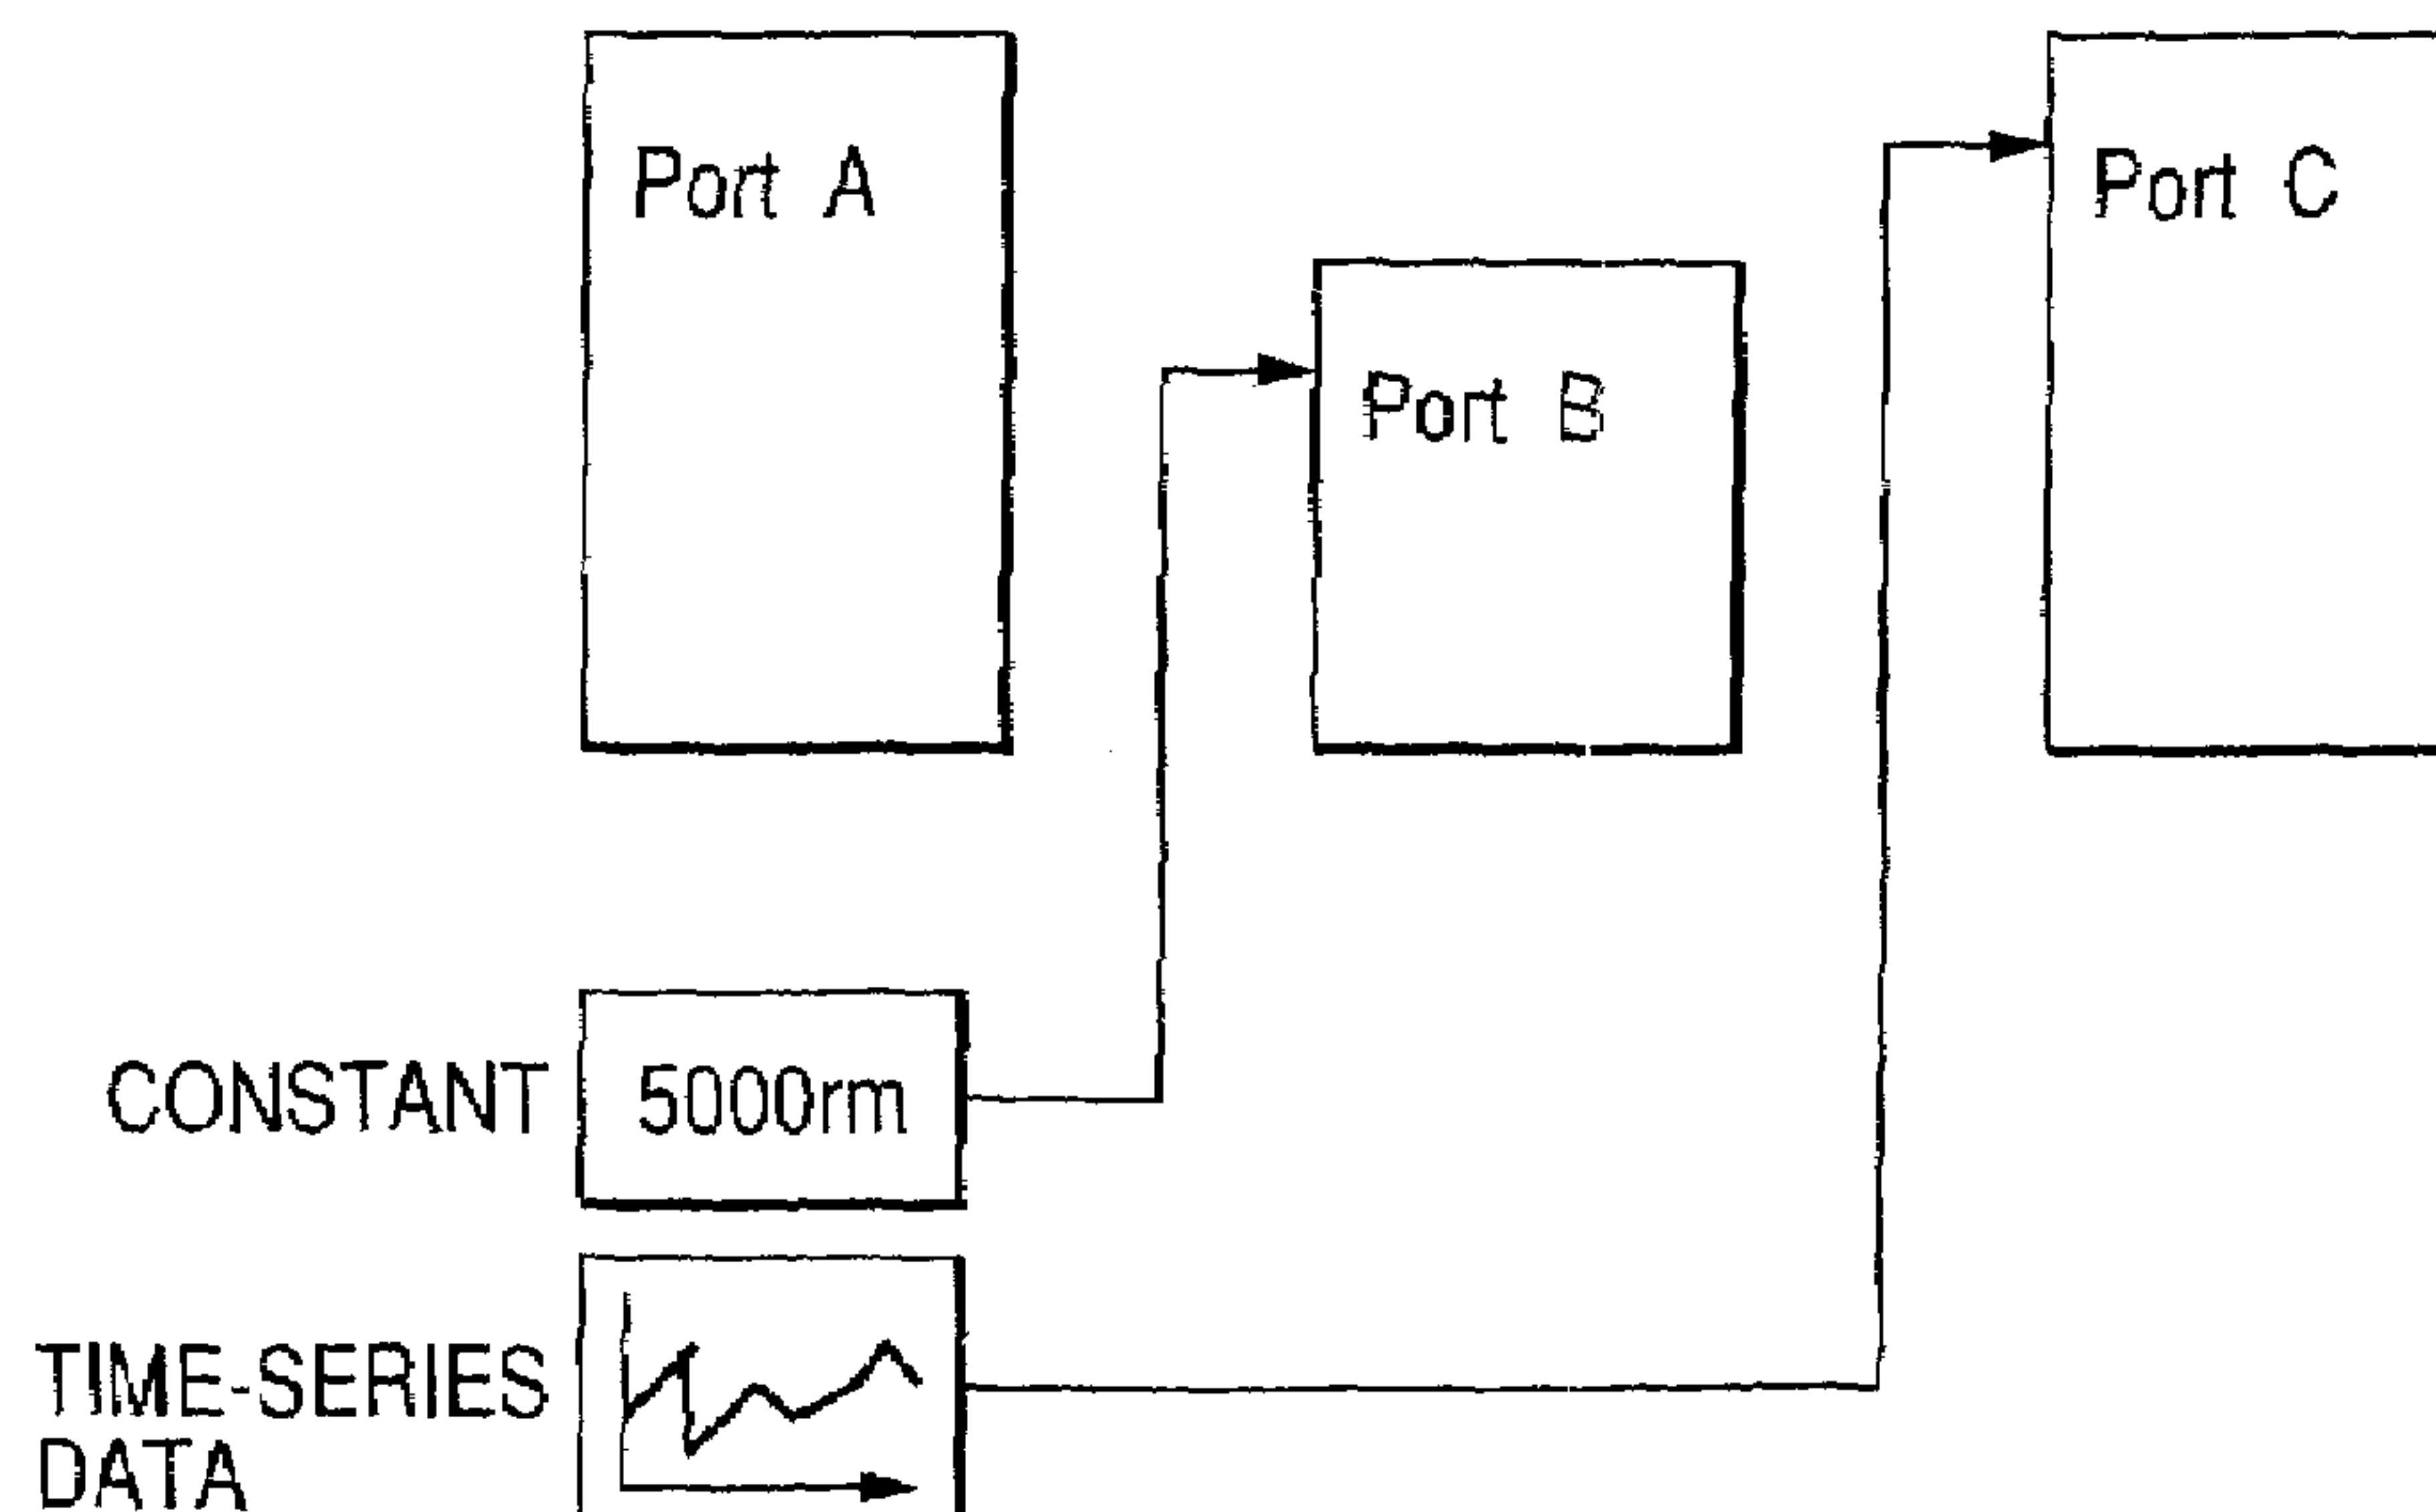 Port A
Port C
Port B
CONSTANT 5000rm
TIME-SERIES
DATA